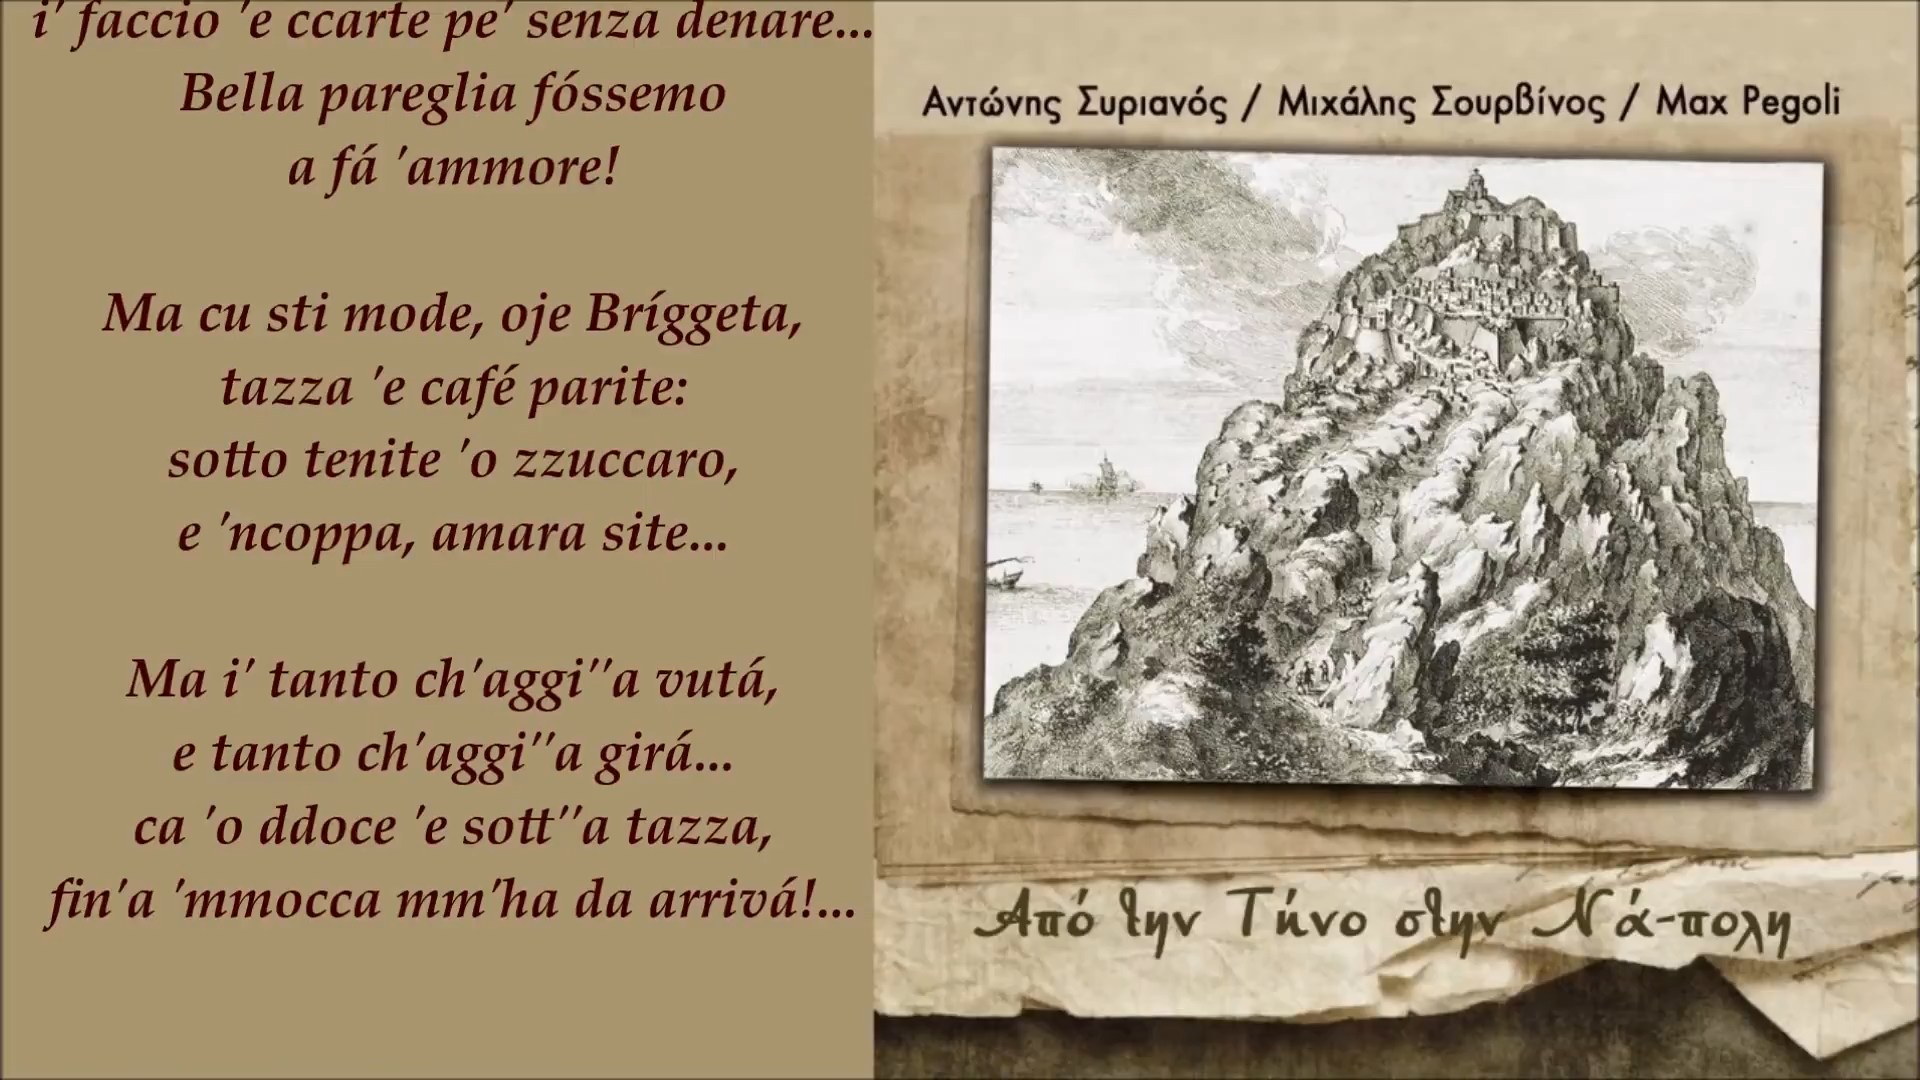 i' faccio 'e ccarte pe' senza denare...
Bella pareglia fóssemo
a fá 'ammore!
Ma cu sti mode, oje Bríggeta,
tazza 'e café parite:
sotto tenite 'o zzuccaro,
e 'ncoppa, amara site...
Ma i' tanto ch'aggi''a vutá,
e tanto ch'aggi''a girá...
ca 'o ddoce 'e sott''a tazza,
fin'a 'mmocca mm'ha da arrivá!...
Αντώνης Συριανός / Μιχάλης Σουρβίνος / Max Pegoli
Από την Τήνο στην Νά-πολη